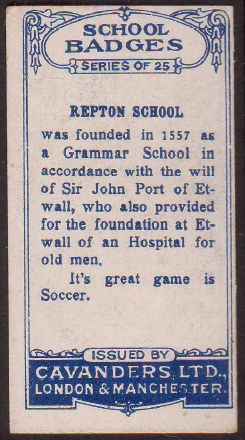 SCHOOL
BADGES
SERIES OF 25
REPTON SCHOOL
was founded in 1557 as
a Grammar School in
accordance with the will
of Sir John Port of Et-
wall, who also provided
for the foundation at Et-
wall of an Hospital for
old men.
It's great game is
Soccer.
ISSUED BY
CAVANDERS, LTD.,
LONDON & MANCHESTER.